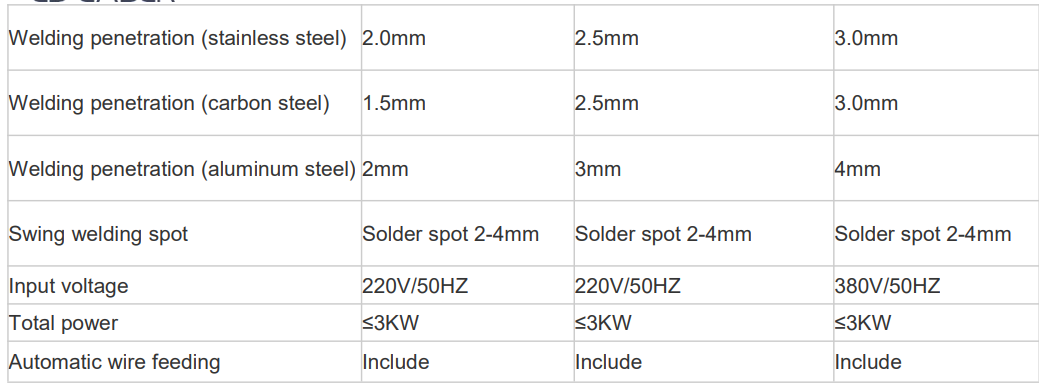 Welding penetration (stainless steel) 2.0mm 2.5mm 3.0mm
Welding penetration (carbon steel) 1.5mm 2.5mm 3.0mm
Welding penetration (aluminum steel) 2mm 3mm 4mm
Swing welding spot Solder spot 2-4mm Solder spot 2-4mm Solder spot 2-4mm
Input voltage 220V/50HZ 220V/50HZ 380V/50HZ
Total power ≤3KW ≤3KW ≤3KW
Automatic wire feeding Include Include Include